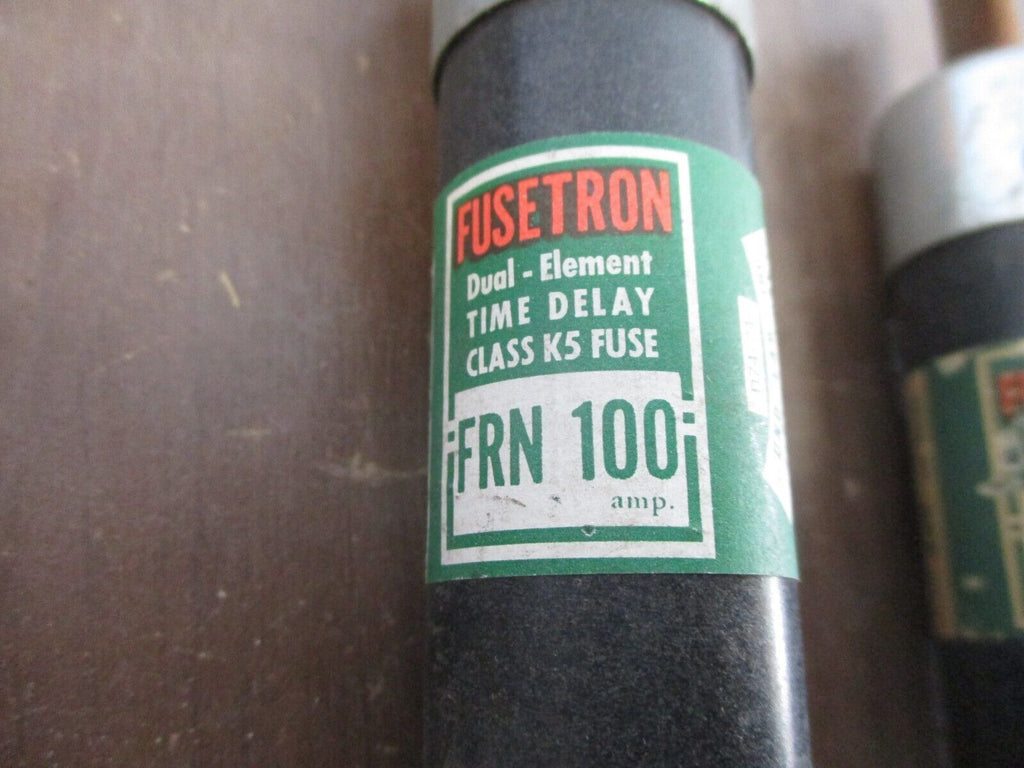 FUSETRON
Dual - Element
TIME DELAY
CLASS K5 FUSE
FRN 100
amp.